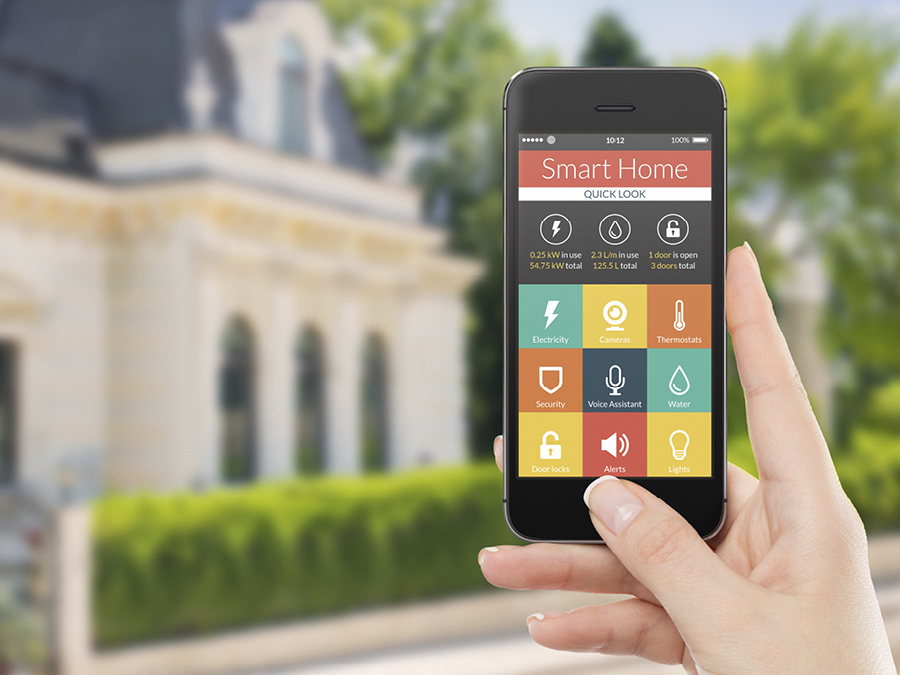 10:12 100%
Smart Home
QUICK LOOK
0.25 kW in use 2.3 L/m in use 1 door is open
54.75 kW total 125.5 L total 3 doors total
Electricity Cameras Thermostats
Security Voice Assistant Water
Door locks Alerts Lights